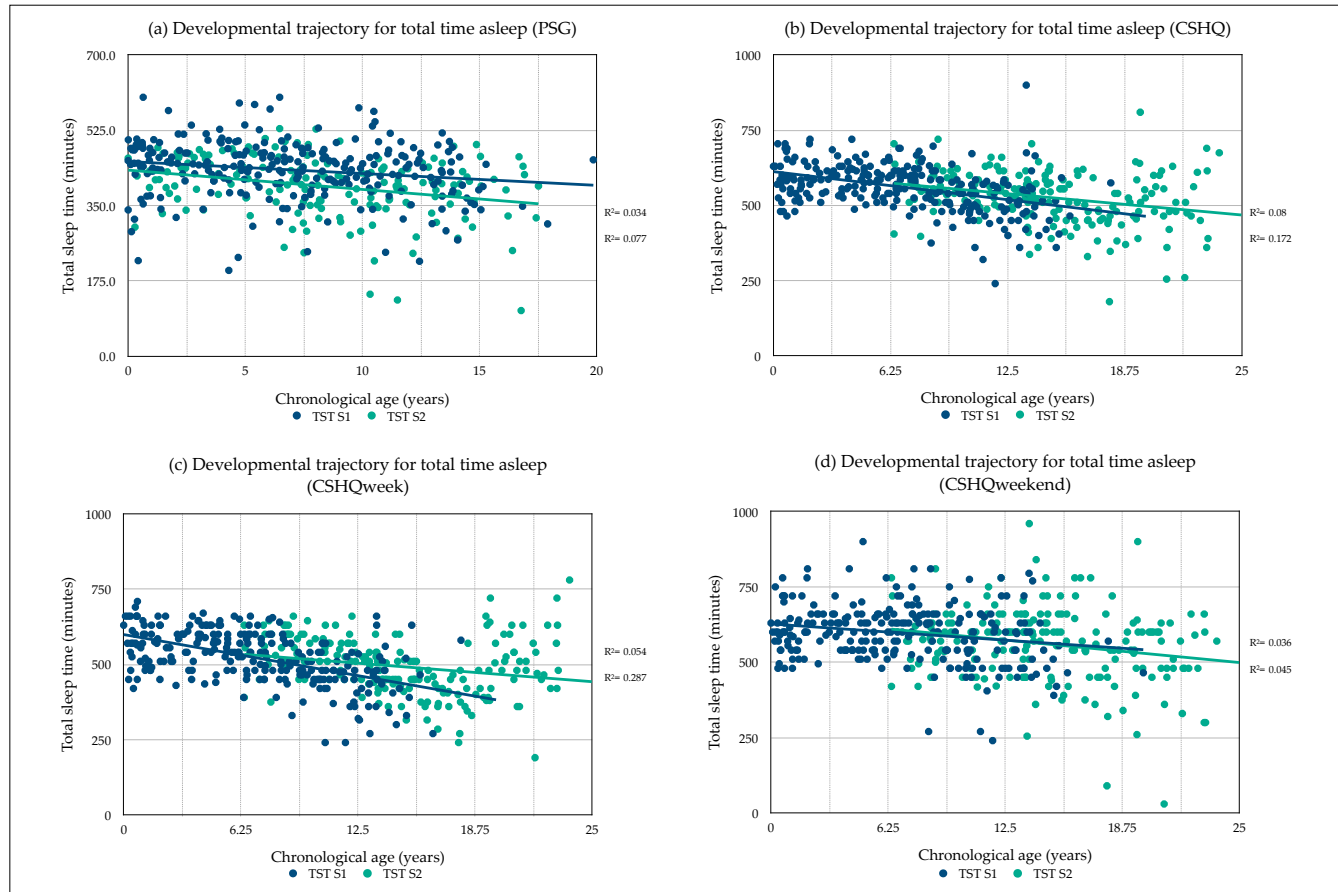 (a) Developmental trajectory for total time asleep (PSG)
700.0
525.0
350.0
175.0
0.0
Total sleep time (minutes)
0
5
10
15
20
R²= 0.034
R²= 0.077
Chronological age (years)
TST S1 TST S2
(b) Developmental trajectory for total time asleep (CSHQ)
1000
750
500
250
0
Total sleep time (minutes)
0
6.25
12.5
18.75
25
R²= 0.08
R²= 0.172
Chronological age (years)
TST S1 TST S2
(c) Developmental trajectory for total time asleep
(CSHQweek)
1000
750
500
250
0
Total sleep time (minutes)
0
6.25
12.5
18.75
25
R²= 0.054
R²= 0.287
Chronological age (years)
TST S1 TST S2
(d) Developmental trajectory for total time asleep
(CSHQweekend)
1000
750
500
250
0
Total sleep time (minutes)
0
6.25
12.5
18.75
25
R²= 0.036
R²= 0.045
Chronological age (years)
TST S1 TST S2